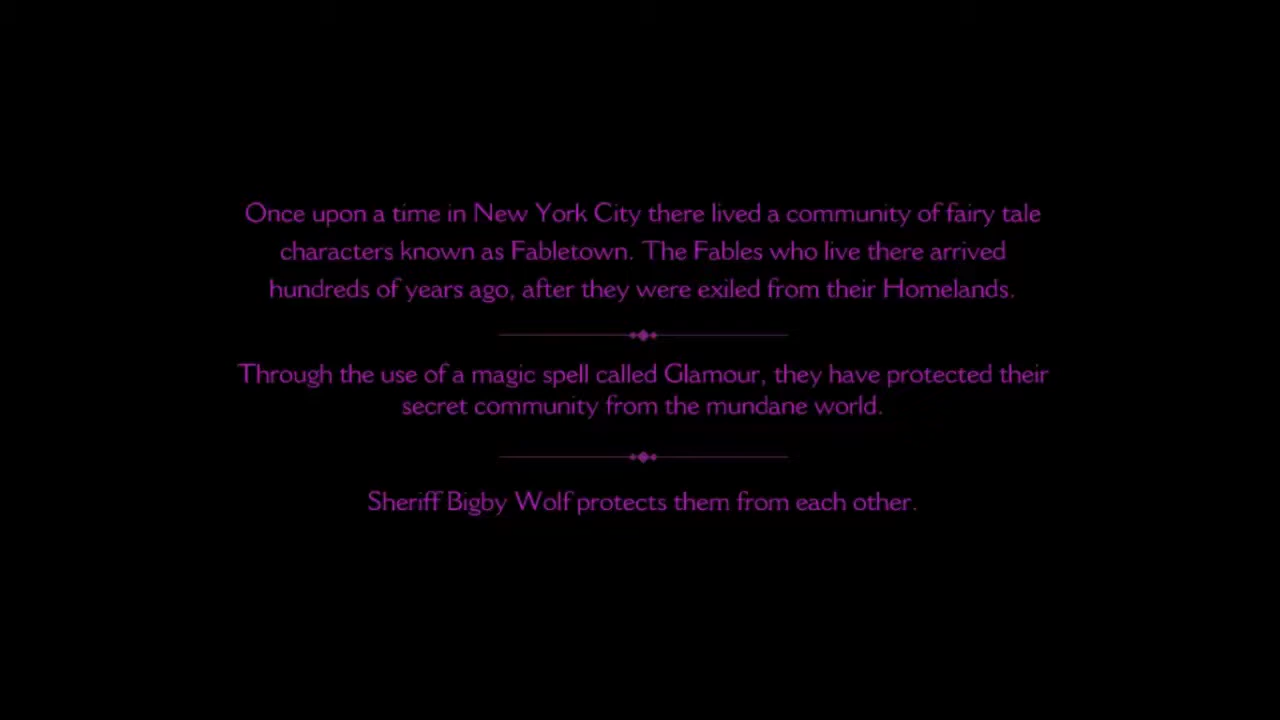 Once upon a time in New York City there lived a community of fairy tale
characters known as Fabletown. The Fables who live there arrived
hundreds of years ago, after they were exiled from their Homelands.
Through the use of a magic spell called Glamour, they have protected their
secret community from the mundane world.
Sheriff Bigby Wolf protects them from each other.